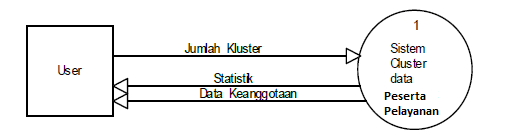 1
Jumlah Kluster
Sistem
Cluster
data
User
Statistik
Data Keanggotaan
Peserta
Pelayanan